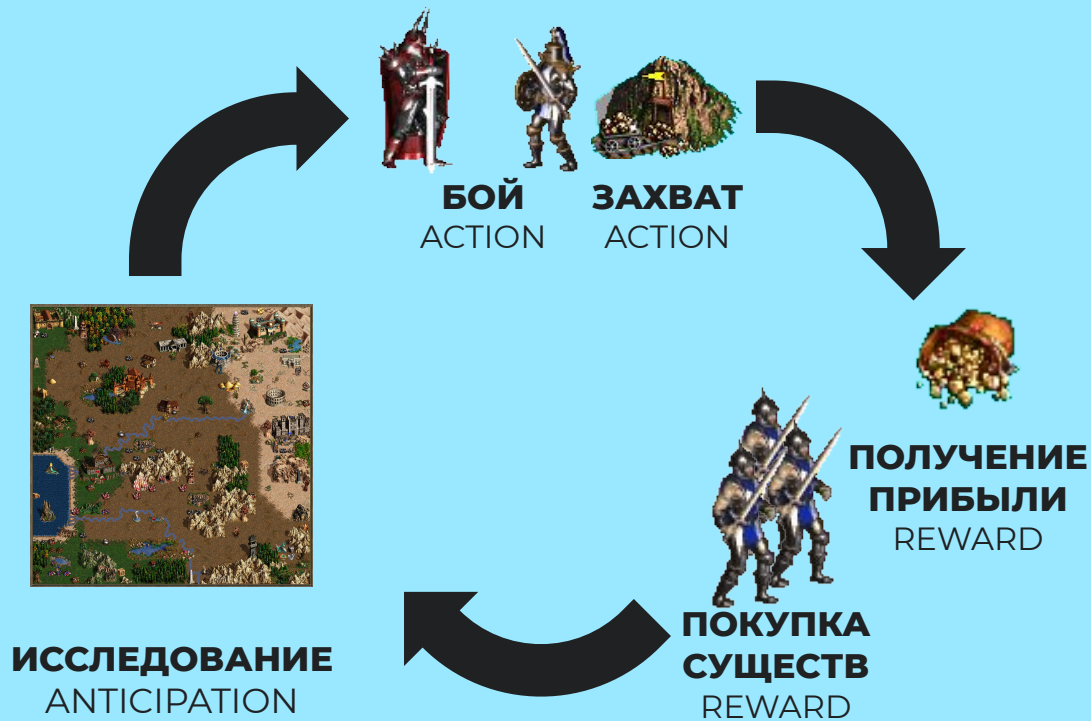 БОЙ
ACTION
ЗАХВАТ
ACTION
ПОЛУЧЕНИЕ
ПРИБЫЛИ
REWARD
ПОКУПКА
СУЩЕСТВ
REWARD
ИССЛЕДОВАНИЕ
ANTICIPATION